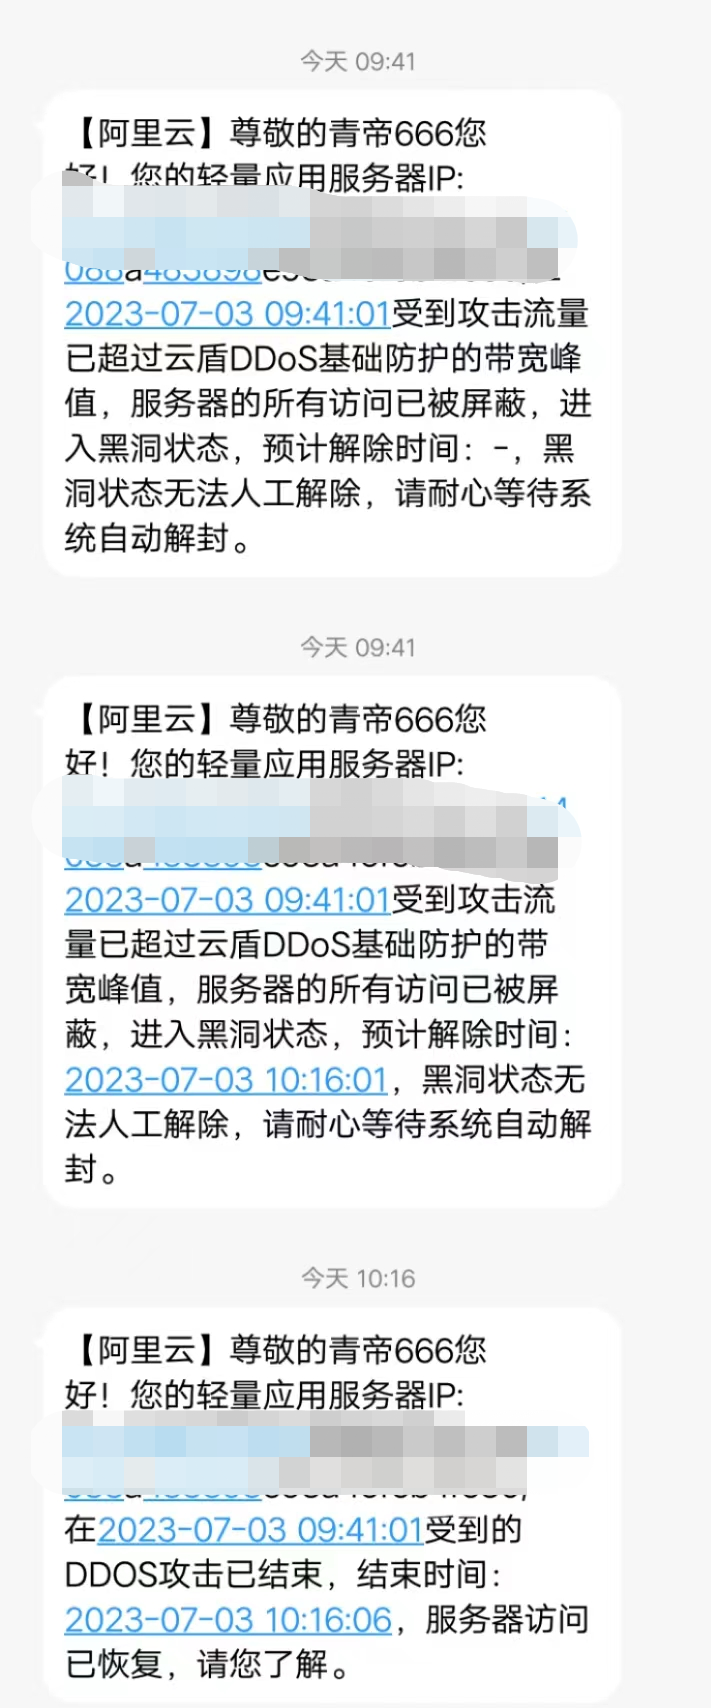 今天 09:41
【阿里云】尊敬的青帝666您
好！您的轻量应用服务器IP:
2023-07-03 09:41:01受到攻击流量
已超过云盾DDoS基础防护的带宽峰
值，服务器的所有访问已被屏蔽，进
入黑洞状态，预计解除时间：-，黑
洞状态无法人工解除，请耐心等待系
统自动解封。
今天 09:41
【阿里云】尊敬的青帝666您
好！您的轻量应用服务器IP:
2023-07-03 09:41:01受到攻击流
量已超过云盾DDoS基础防护的带
宽峰值，服务器的所有访问已被屏
蔽，进入黑洞状态，预计解除时间：
2023-07-03 10:16:01，黑洞状态无
法人工解除，请耐心等待系统自动解
封。
今天 10:16
【阿里云】尊敬的青帝666您
好！您的轻量应用服务器IP:
在2023-07-03 09:41:01受到的
DDOS攻击已结束，结束时间：
2023-07-03 10:16:06，服务器访问
已恢复，请您了解。